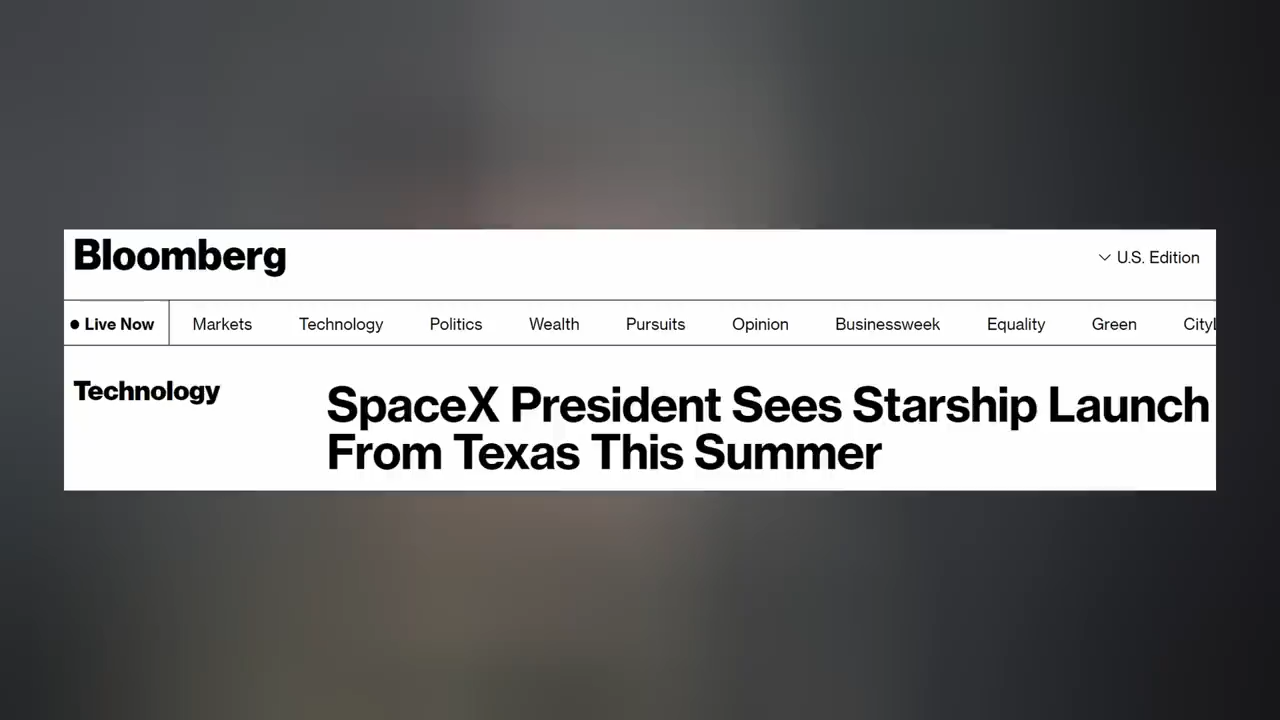 Bloomberg
U.S. Edition
Live Now Markets Technology Politics Wealth Pursuits Opinion Businessweek Equality Green CityL
Technology
SpaceX President Sees Starship Launch
From Texas This Summer